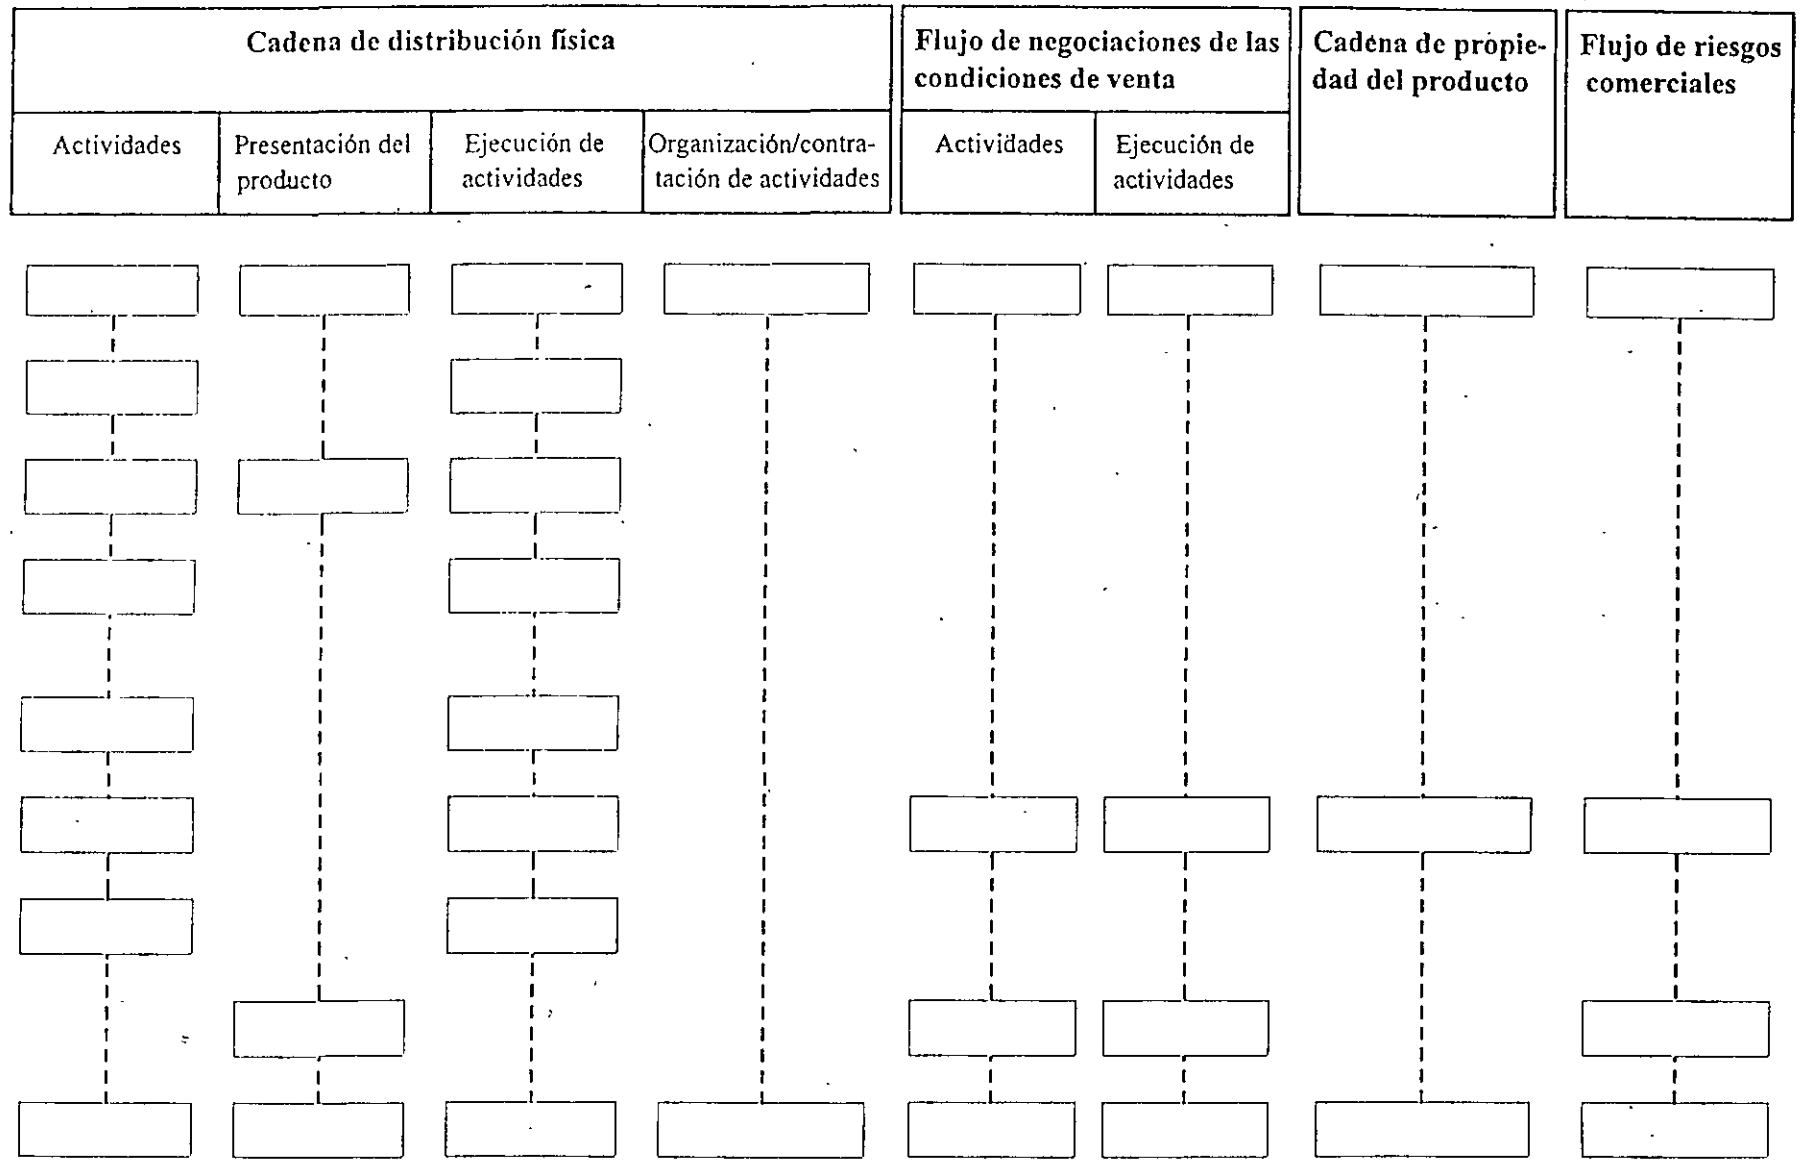 Cadena de distribución física
Flujo de negociaciones de las
condiciones de venta
Cadena de propie-
dad del producto
Flujo de riesgos
comerciales
Actividades
Presentación del
producto
Ejecución de
actividades
Organización/contra-
tación de actividades
Actividades
Ejecución de
actividades